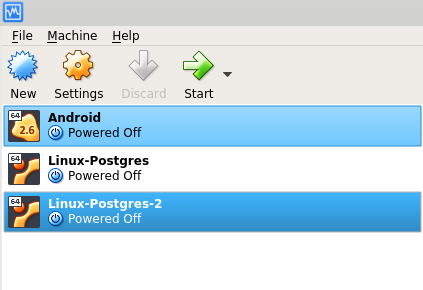 File Machine Help
New Settings Discard Start
64 2.6 Android
Powered Off
64 Linux-Postgres
Powered Off
64 Linux-Postgres-2
Powered Off